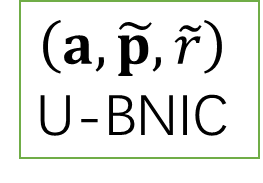 (𝐚, 𝐩̃, 𝑟̃)
U-BNIC